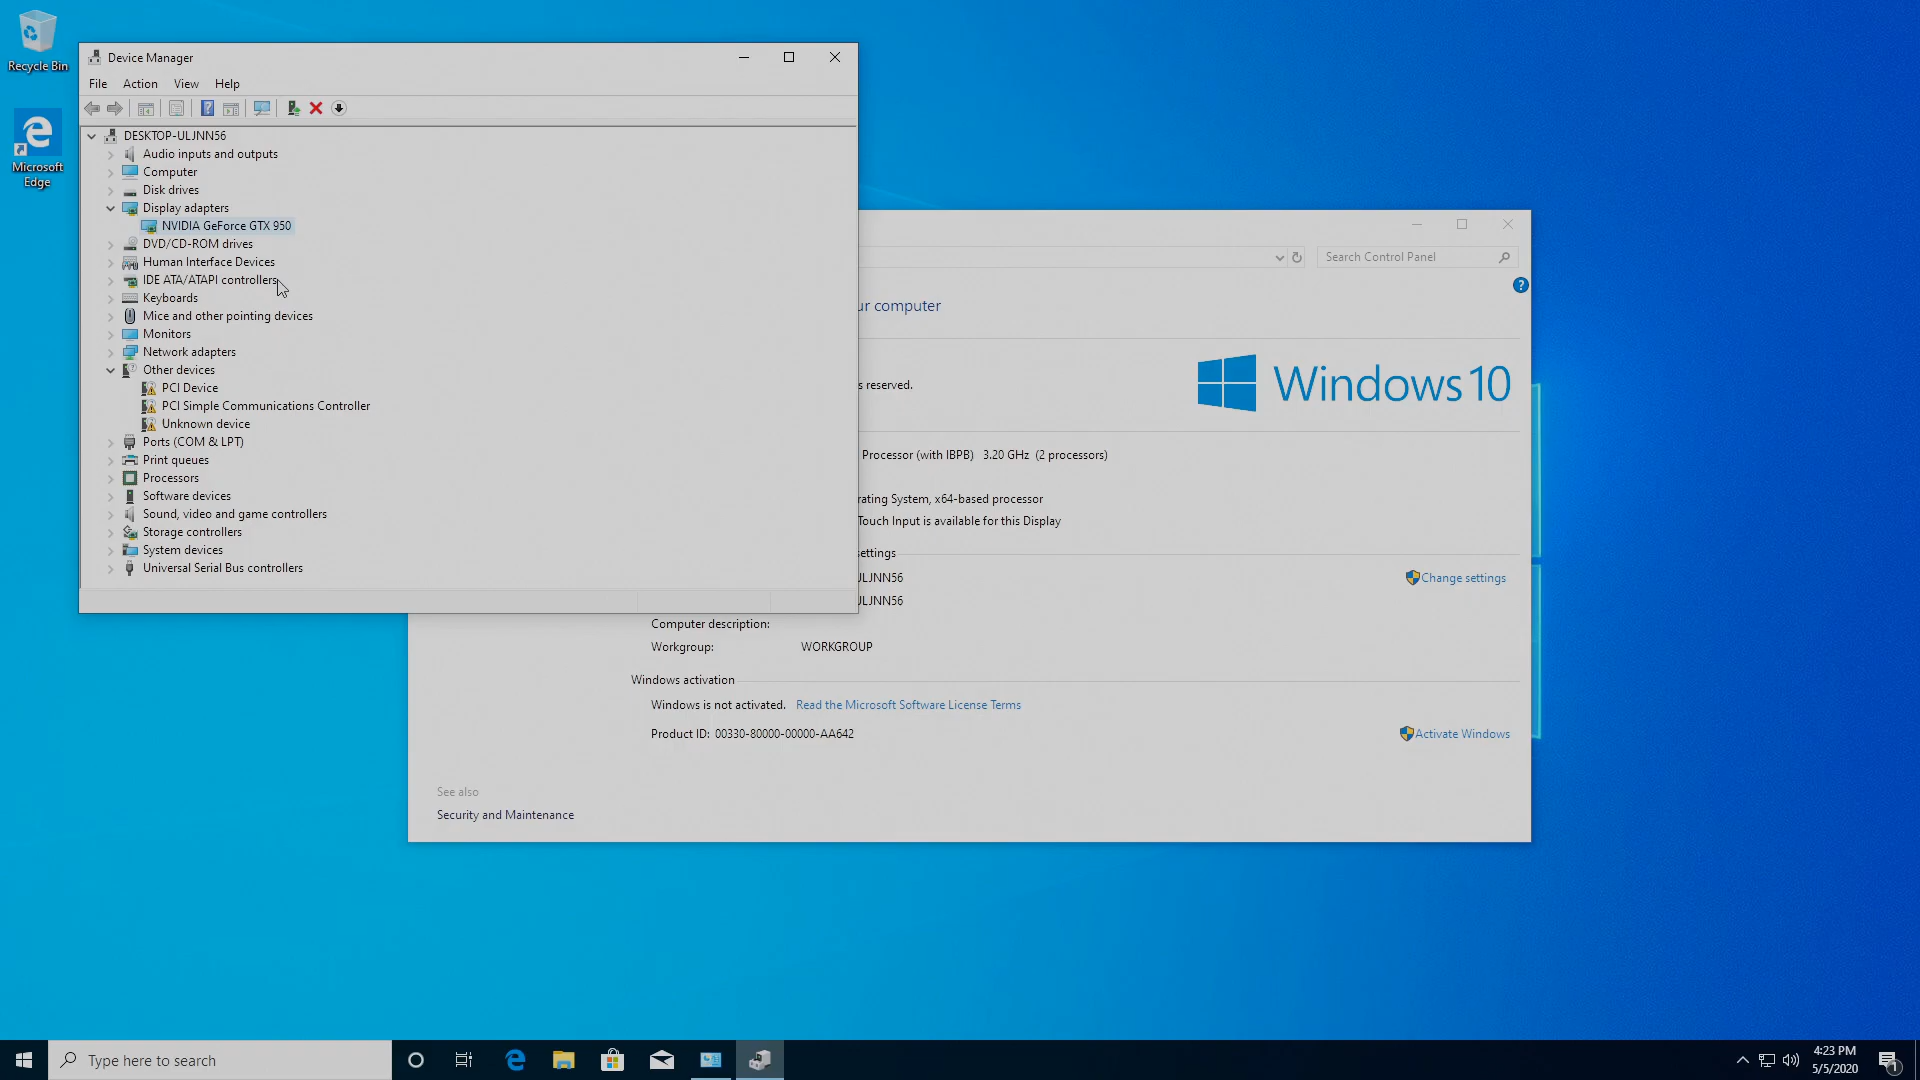 Recycle Bin
Microsoft
Edge
Device Manager
File Action View Help
DESKTOP-ULJNN56
Audio inputs and outputs
Computer
Disk drives
Display adapters
NVIDIA GeForce GTX 950
DVD/CD-ROM drives
Human Interface Devices
IDE ATA/ATAPI controllers
Keyboards
Mice and other pointing devices
Monitors
Network adapters
Other devices
PCI Device
PCI Simple Communications Controller
Unknown device
Ports (COM & LPT)
Print queues
Processors
Software devices
Sound, video and game controllers
Storage controllers
System devices
Universal Serial Bus controllers
Search Control Panel
?
ur computer
s reserved.
Windows 10
Processor (with IBPB) 3.20 GHz (2 processors)
rating System, x64-based processor
Touch Input is available for this Display
settings
JLJNN56
Change settings
JLJNN56
Computer description:
Workgroup: WORKGROUP
Windows activation
Windows is not activated. Read the Microsoft Software License Terms
Product ID: 00330-80000-00000-AA642
Activate Windows
See also
Security and Maintenance
Type here to search
4:23 PM
5/5/2020
1